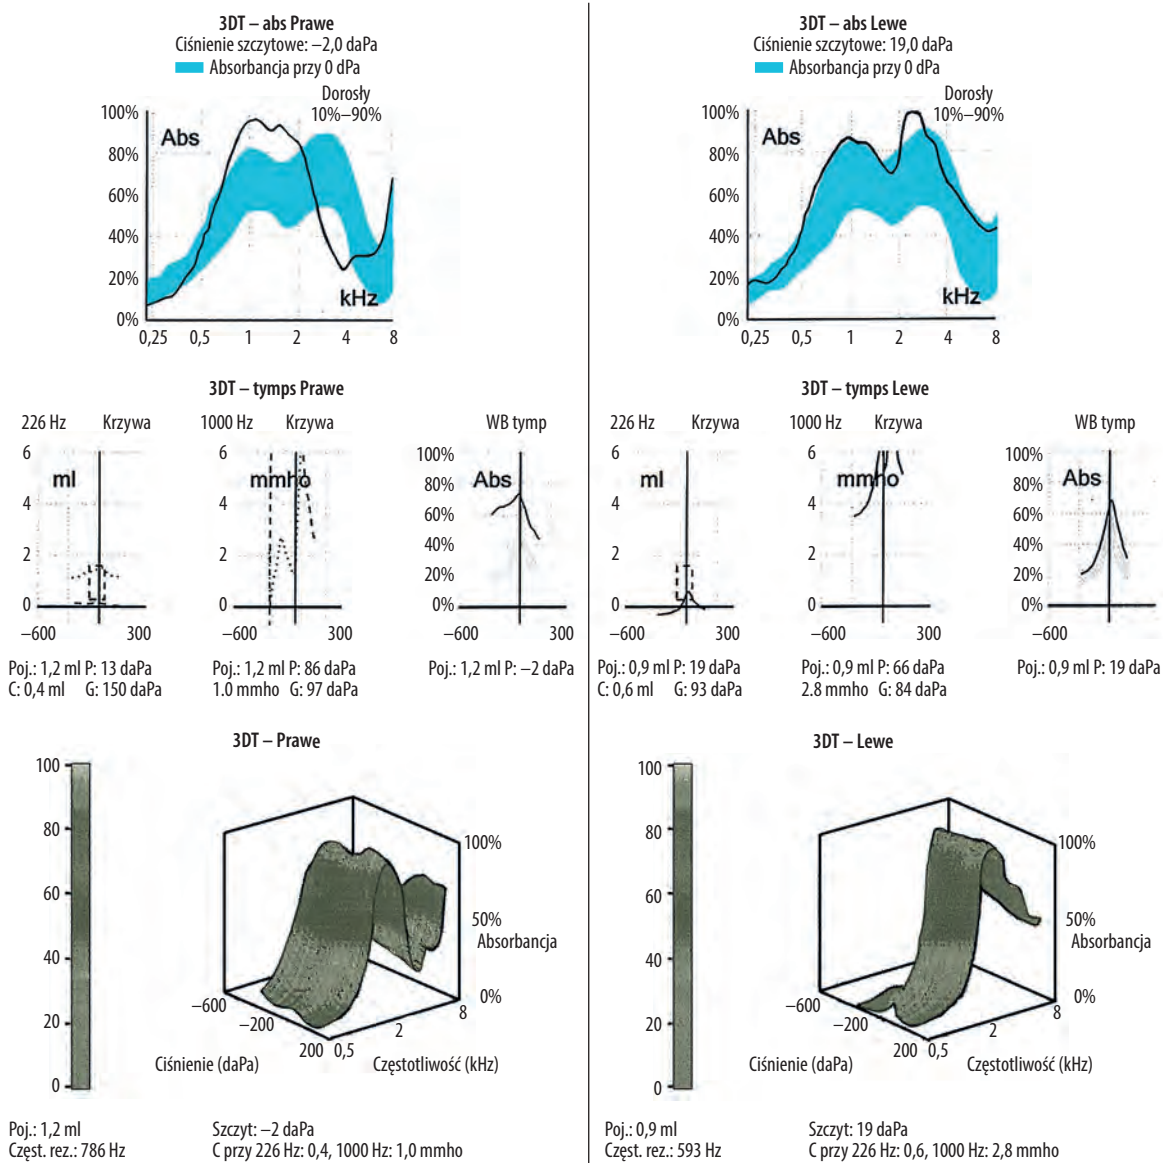 3DT – abs Prawe
Ciśnienie szczytowe: –2,0 daPa
Absorbancja przy 0 dPa
Dorosły
10%–90%
Abs
100%
80%
60%
40%
20%
0%
kHz
0,25 0,5 1 2 4 8
3DT – tymps Prawe
226 Hz Krzywa
6
ml
4
2
0
–600 300
Poj.: 1,2 ml P: 13 daPa
C: 0,4 ml G: 150 daPa
1000 Hz Krzywa
6
mmho
4
2
0
–600 300
Poj.: 1,2 ml P: 86 daPa
1.0 mmho G: 97 daPa
WB tymp
100%
Abs
80%
60%
40%
20%
0%
–600 300
Poj.: 1,2 ml P: –2 daPa
3DT – Prawe
100
80
60
40
20
0
100%
50%
Absorbancja
0%
–600
–200
200
0,5
2
8
Ciśnienie (daPa)
Częstotliwość (kHz)
Poj.: 1,2 ml
Częst. rez.: 786 Hz
Szczyt: –2 daPa
C przy 226 Hz: 0,4, 1000 Hz: 1,0 mmho
3DT – abs Lewe
Ciśnienie szczytowe: 19,0 daPa
Absorbancja przy 0 dPa
Dorosły
10%–90%
Abs
100%
80%
60%
40%
20%
0%
kHz
0,25 0,5 1 2 4 8
3DT – tymps Lewe
226 Hz Krzywa
6
ml
4
2
0
–600 300
Poj.: 0,9 ml P: 19 daPa
C: 0,6 ml G: 93 daPa
1000 Hz Krzywa
6
mmho
4
2
0
–600 300
Poj.: 0,9 ml P: 66 daPa
2.8 mmho G: 84 daPa
WB tymp
100%
Abs
80%
60%
40%
20%
0%
–600
Poj.: 0,9 ml P: 19 daPa
3DT – Lewe
100
80
60
40
20
0
100%
50%
Absorbancja
0%
–600
–200
200
0,5
2
8
Ciśnienie (daPa)
Częstotliwość (kHz)
Poj.: 0,9 ml
Częst. rez.: 593 Hz
Szczyt: 19 daPa
C przy 226 Hz: 0,6, 1000 Hz: 2,8 mmho